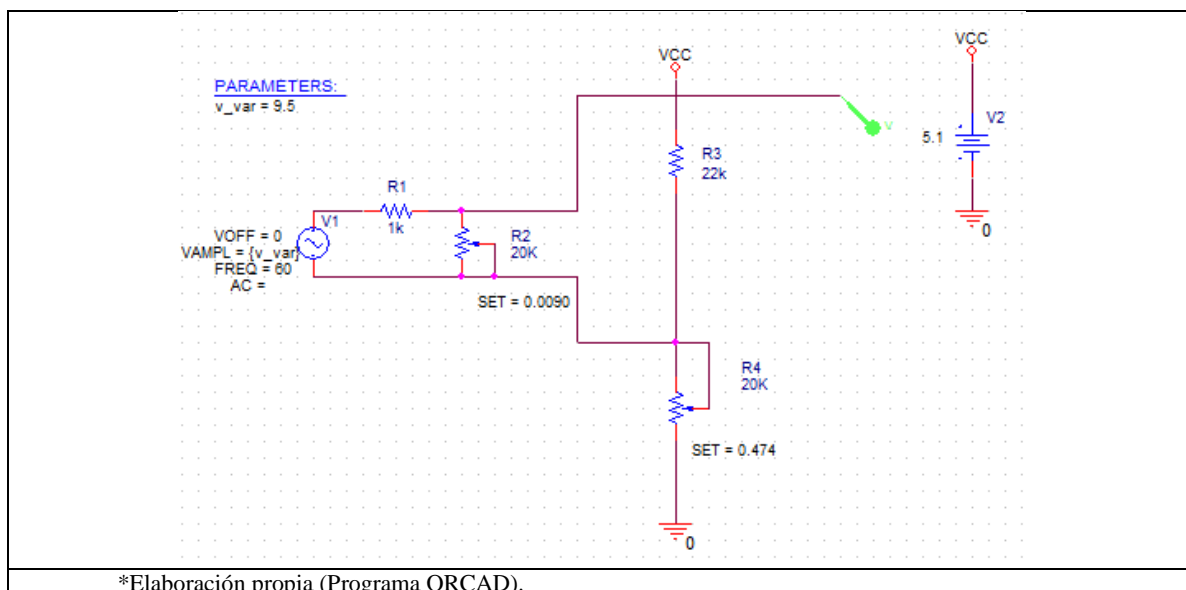 PARAMETERS:
v_var = 9.5
VCC
VCC
V
5.1
V2
0
R3
22k
R1
1k
V1
VOFF = 0
VAMPL = {v_var}
FREQ = 60
AC =
R2
20K
SET = 0.0090
R4
20K
SET = 0.474
0
*Elaboración propia (Programa ORCAD).